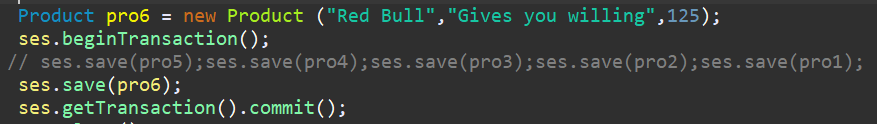 Product pro6 = new Product ("Red Bull","Gives you willing",125);
ses.beginTransaction();
// ses.save(pro5);ses.save(pro4);ses.save(pro3);ses.save(pro2);ses.save(pro1);
ses.save(pro6);
ses.getTransaction().commit();